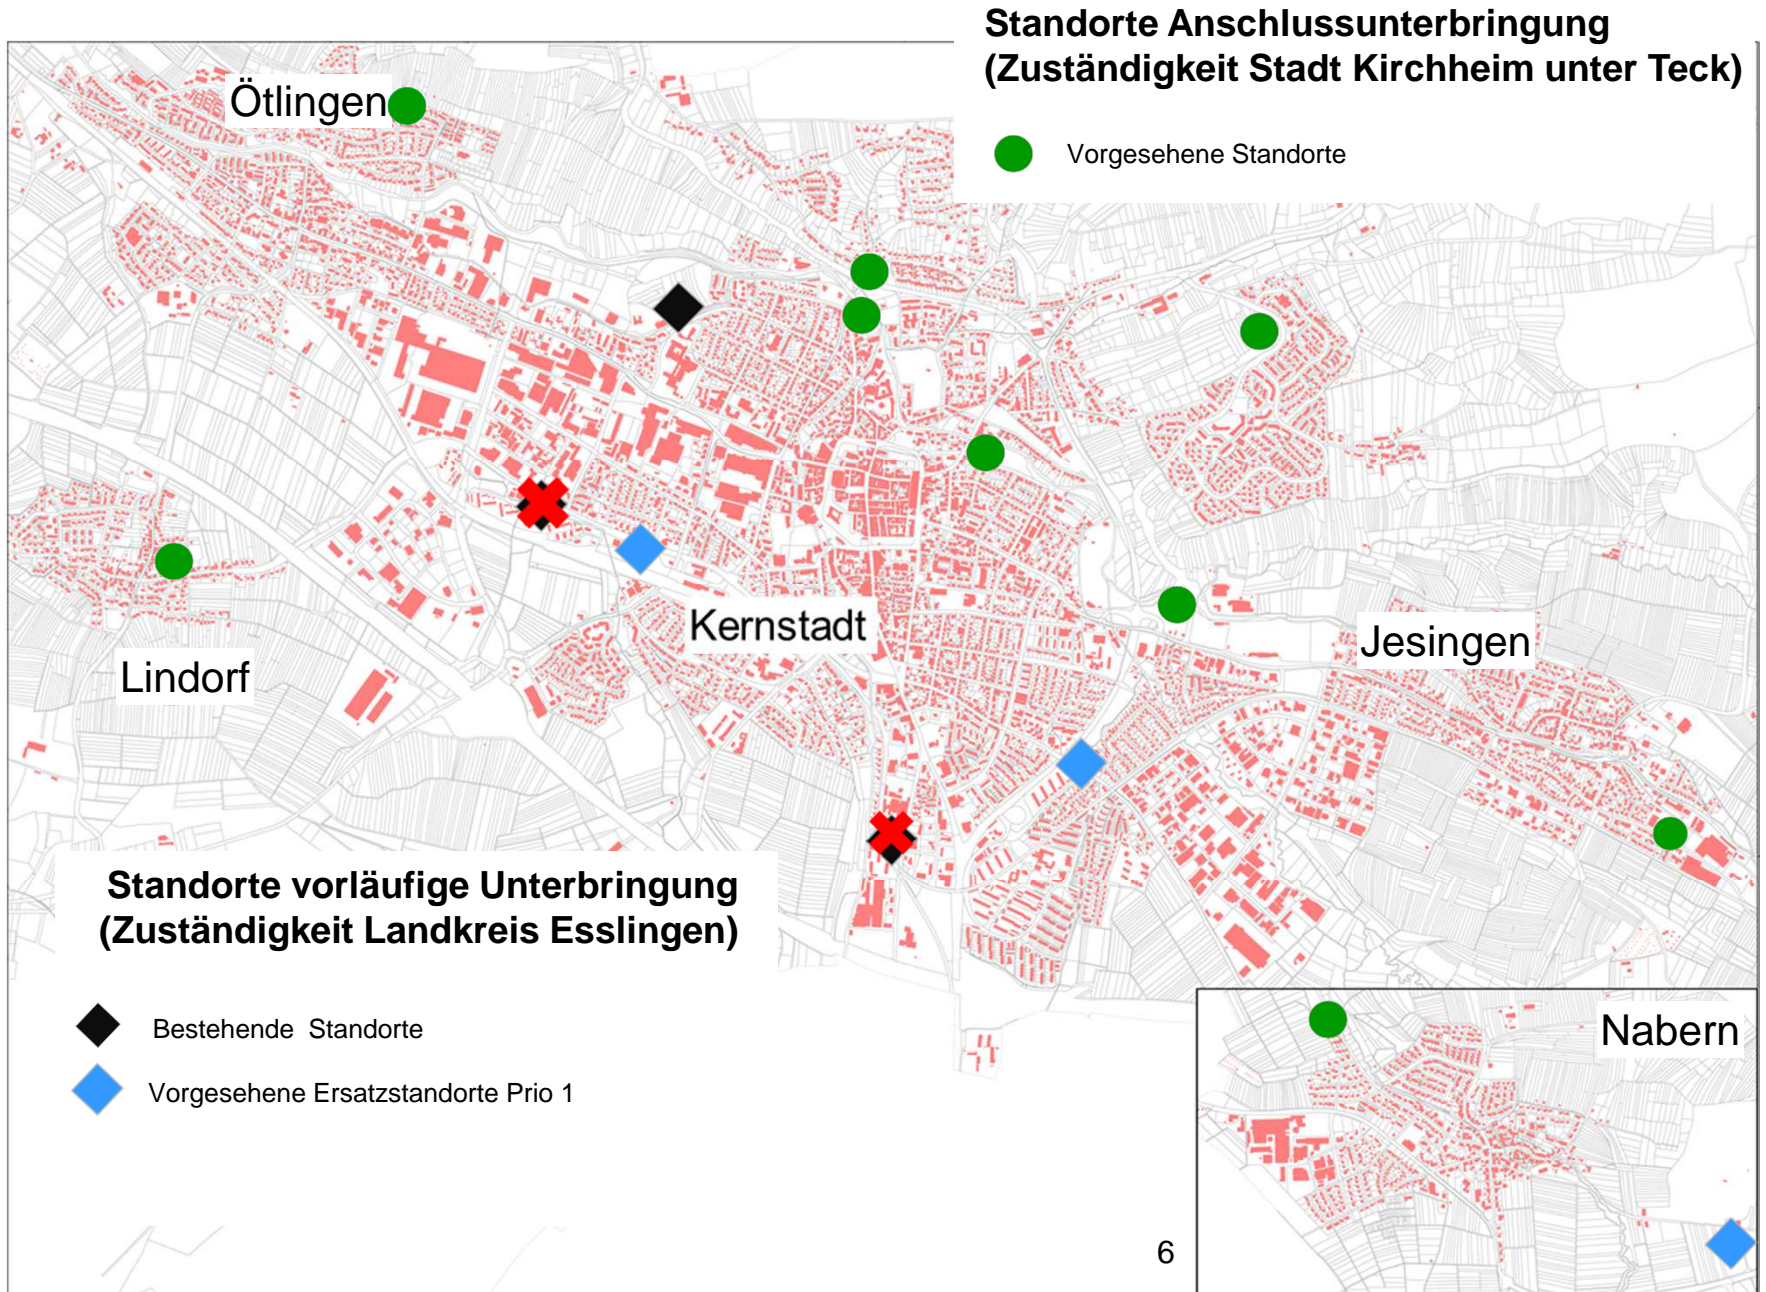 Standorte Anschlussunterbringung
(Zuständigkeit Stadt Kirchheim unter Teck)
Vorgesehene Standorte
Ötlingen
Kernstadt
Jesingen
Lindorf
Standorte vorläufige Unterbringung
(Zuständigkeit Landkreis Esslingen)
Bestehende Standorte
Vorgesehene Ersatzstandorte Prio 1
Nabern
6